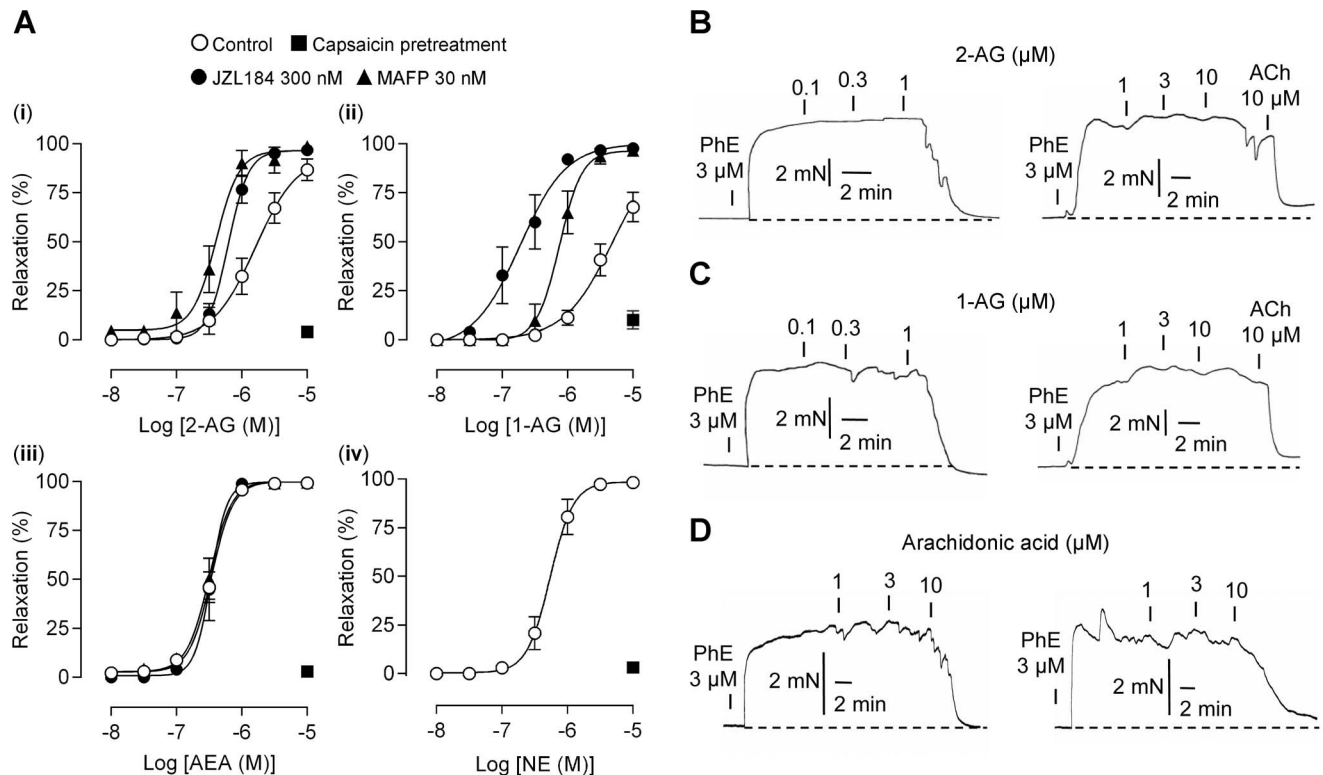 A
Control Capsaicin pretreatment
JZL184 300 nM MAFP 30 nM
(i)
Relaxation (%)
100
75
50
25
0
-8 -7 -6 -5
Log [2-AG (M)]
(ii)
Relaxation (%)
100
75
50
25
0
-8 -7 -6 -5
Log [1-AG (M)]
(iii)
Relaxation (%)
100
75
50
25
0
-8 -7 -6 -5
Log [AEA (M)]
(iv)
Relaxation (%)
100
75
50
25
0
-8 -7 -6 -5
Log [NE (M)]
B
2-AG (µM)
0.1 0.3 1
PhE
3 µM
2 mN
2 min
1 3 10
ACh
10 µM
PhE
3 µM
2 mN
2 min
C
1-AG (µM)
0.1 0.3 1
PhE
3 µM
2 mN
2 min
1 3 10
ACh
10 µM
PhE
3 µM
2 mN
2 min
D
Arachidonic acid (µM)
1 3 10
PhE
3 µM
2 mN
2 min
1 3 10
PhE
3 µM
2 mN
2 min